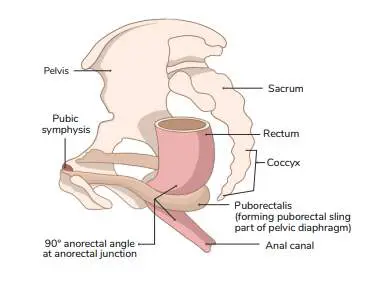 Pelvis
Sacrum
Pubic
symphysis
Rectum
Coccyx
Puborectalis
(forming puborectal sling
part of pelvic diaphragm)
90° anorectal angle
at anorectal junction
Anal canal